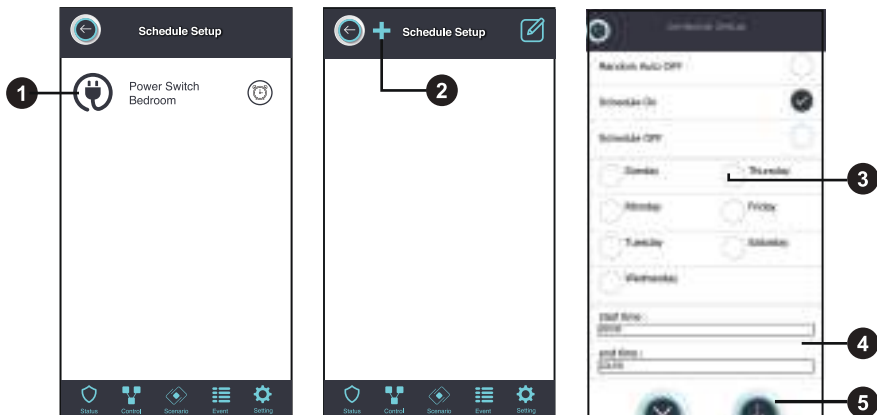 Schedule Setup
1
Power Switch
Bedroom
Status Control Scenario Event Setting
Schedule Setup
2
Status Control Scenario Event Setting
Random Auto OFF
Schedule On
Schedule OFF
Sunday Thursday
3
Monday Friday
Tuesday Saturday
Wednesday
start time :
4
end time :
5